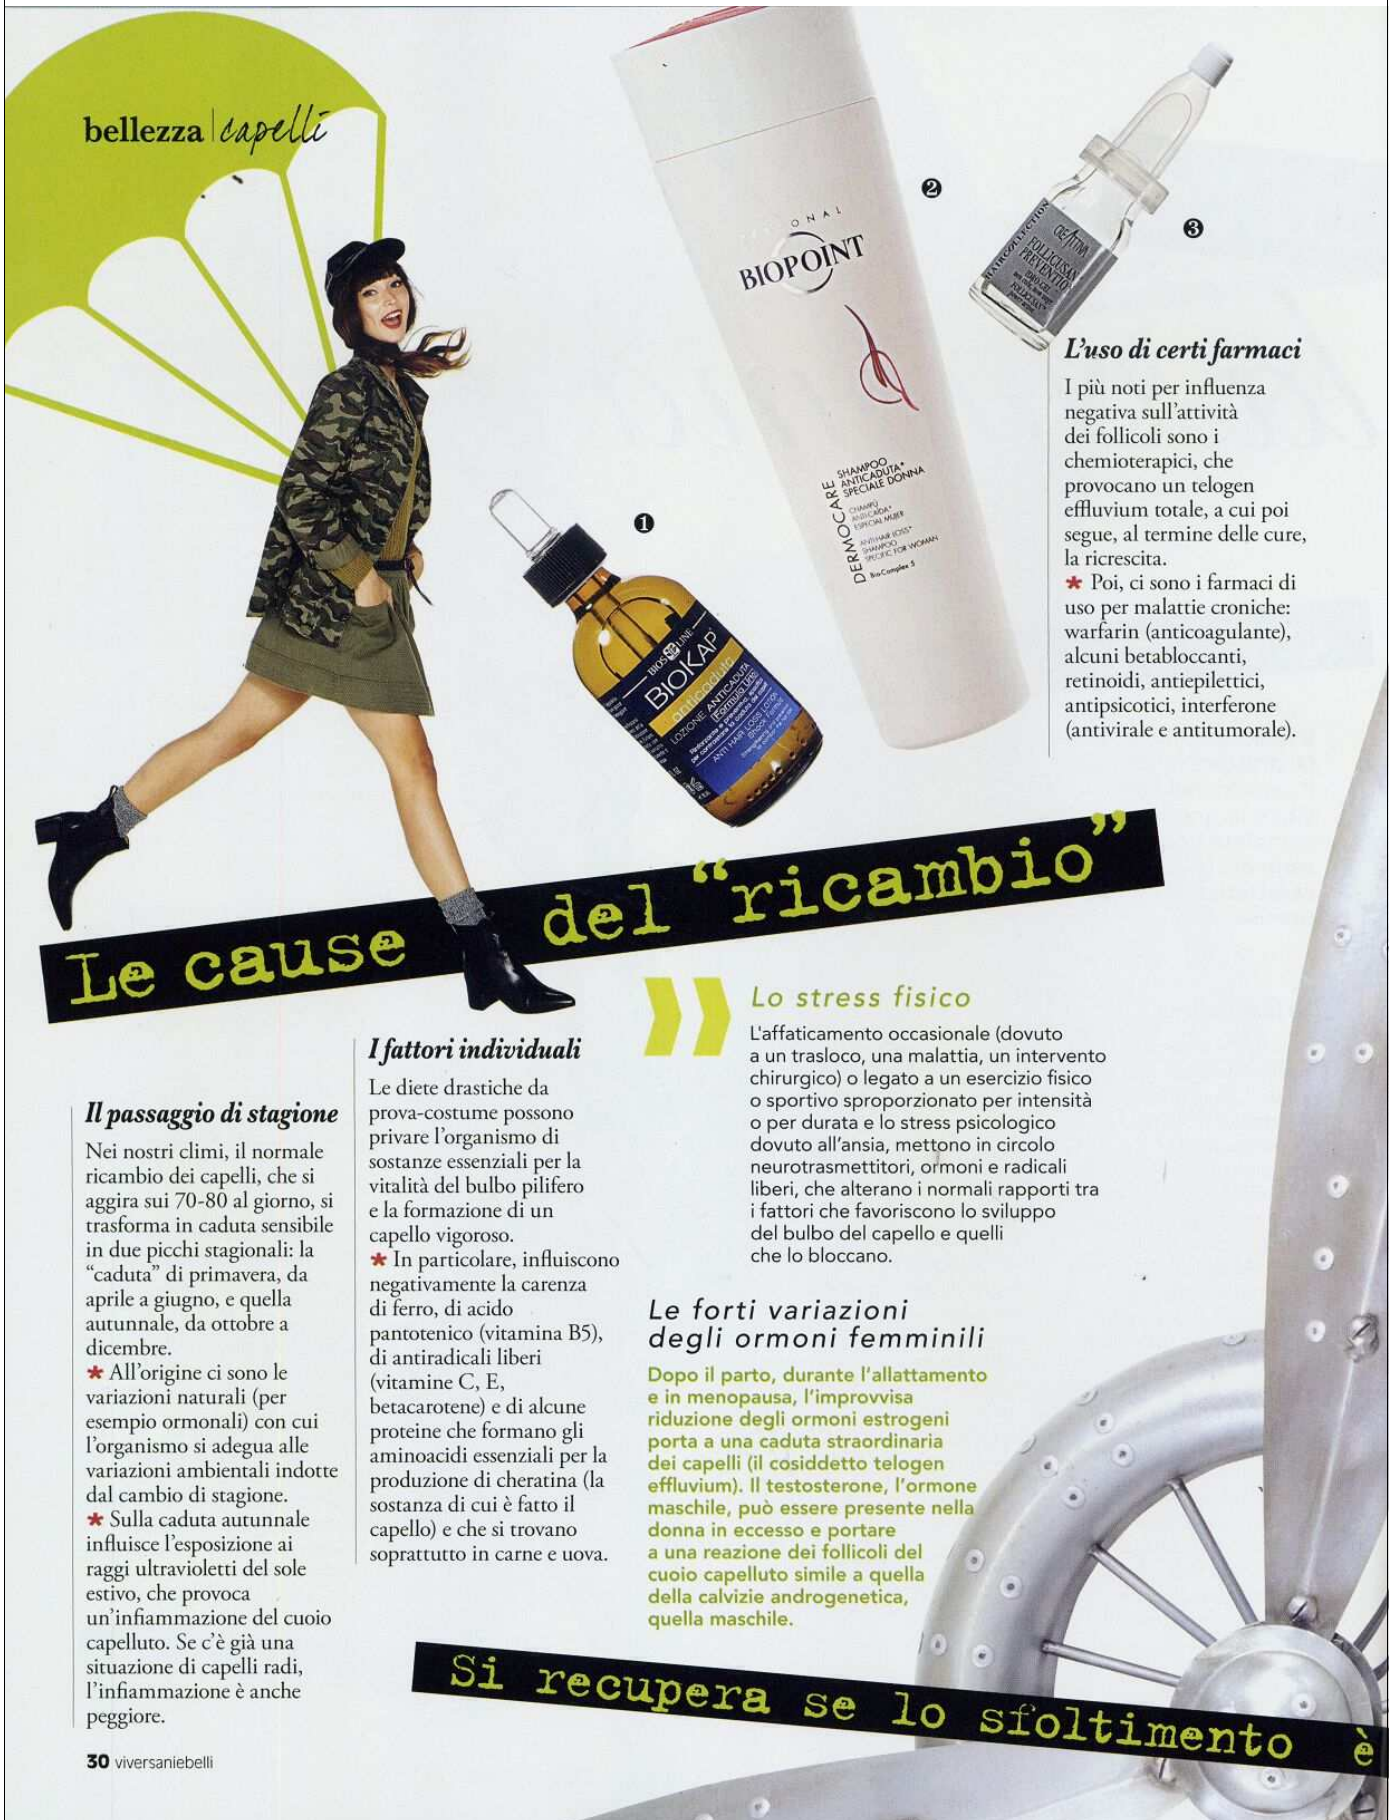 bellezza | capelli
❷
❸
❶
BIOPOINT
DERMOCARE
SHAMPOO
ANTICADUTA*
SPECIALE DONNA
ANTI-HAIR LOSS*
SHAMPOO
SPECIFIC FOR WOMAN
Bio-Complex 5
HAIRCOLLECTION
CREATTIVA
FOLLICUSAN
PREVENTIO
BIOS LINE
BIOKAP
anticaduta
LOZIONE ANTICADUTA
ANTI HAIR LOSS LOTION
L'uso di certi farmaci
I più noti per influenza
negativa sull'attività
dei follicoli sono i
chemioterapici, che
provocano un telogen
effluvium totale, a cui poi
segue, al termine delle cure,
la ricrescita.
* Poi, ci sono i farmaci di
uso per malattie croniche:
warfarin (anticoagulante),
alcuni betabloccanti,
retinoidi, antiepilettici,
antipsicotici, interferone
(antivirale e antitumorale).
Le cause del “ricambio”
Il passaggio di stagione
Nei nostri climi, il normale
ricambio dei capelli, che si
aggira sui 70-80 al giorno, si
trasforma in caduta sensibile
in due picchi stagionali: la
“caduta” di primavera, da
aprile a giugno, e quella
autunnale, da ottobre a
dicembre.
* All'origine ci sono le
variazioni naturali (per
esempio ormonali) con cui
l'organismo si adegua alle
variazioni ambientali indotte
dal cambio di stagione.
* Sulla caduta autunnale
influisce l'esposizione ai
raggi ultravioletti del sole
estivo, che provoca
un'infiammazione del cuoio
capelluto. Se c'è già una
situazione di capelli radi,
l'infiammazione è anche
peggiore.
I fattori individuali
Le diete drastiche da
prova-costume possono
privare l'organismo di
sostanze essenziali per la
vitalità del bulbo pilifero
e la formazione di un
capello vigoroso.
* In particolare, influiscono
negativamente la carenza
di ferro, di acido
pantotenico (vitamina B5),
di antiradicali liberi
(vitamine C, E,
betacarotene) e di alcune
proteine che formano gli
aminoacidi essenziali per la
produzione di cheratina (la
sostanza di cui è fatto il
capello) e che si trovano
soprattutto in carne e uova.
Lo stress fisico
L'affaticamento occasionale (dovuto
a un trasloco, una malattia, un intervento
chirurgico) o legato a un esercizio fisico
o sportivo sproporzionato per intensità
o per durata e lo stress psicologico
dovuto all'ansia, mettono in circolo
neurotrasmettitori, ormoni e radicali
liberi, che alterano i normali rapporti tra
i fattori che favoriscono lo sviluppo
del bulbo del capello e quelli
che lo bloccano.
Le forti variazioni
degli ormoni femminili
Dopo il parto, durante l'allattamento
e in menopausa, l'improvvisa
riduzione degli ormoni estrogeni
porta a una caduta straordinaria
dei capelli (il cosiddetto telogen
effluvium). Il testosterone, l'ormone
maschile, può essere presente nella
donna in eccesso e portare
a una reazione dei follicoli del
cuoio capelluto simile a quella
della calvizie androgenetica,
quella maschile.
Si recupera se lo sfoltimento è
30 viversaniebelli